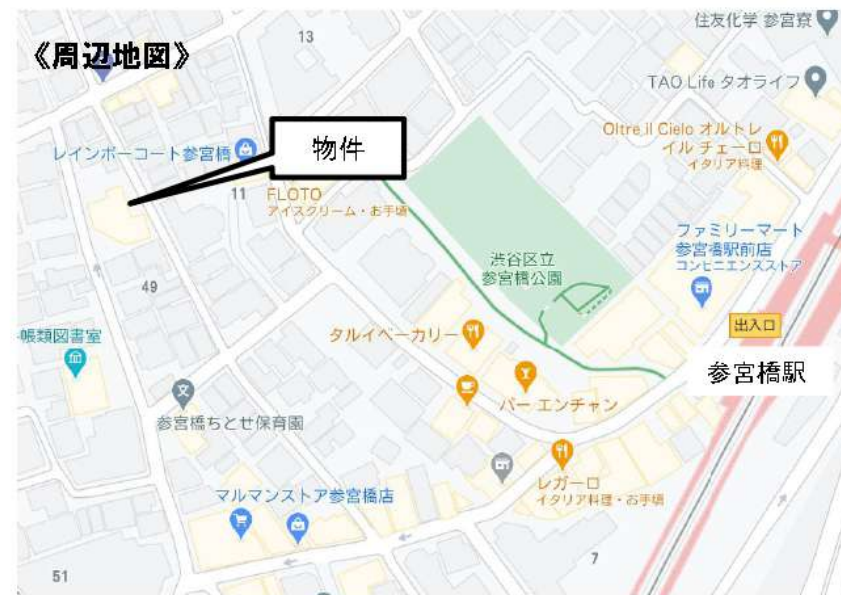 《周辺地図》
13
住友化学 参宮寮
TAO Life タオライフ
Oltre il Cielo オルトレ
イル チェーロ
イタリア料理
レインボーコート参宮橋
物件
11
FLOTO
アイスクリーム・お手頃
ファミリーマート
参宮橋駅前店
コンビニエンスストア
渋谷区立
参宮橋公園
49
出入口
帳類図書室
タルイベーカリー
参宮橋駅
バー エンチャン
参宮橋ちとせ保育園
レガーロ
イタリア料理・お手頃
マルマンストア参宮橋店
7
51